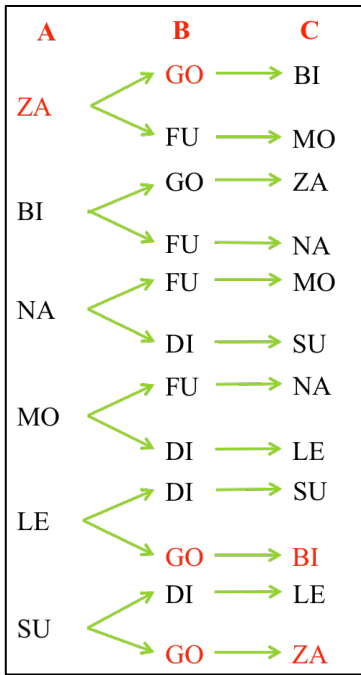 A B C
GO BI
ZA
FU MO
GO ZA
BI
FU NA
FU MO
NA
DI SU
FU NA
MO
DI LE
DI SU
LE
GO BI
DI LE
SU
GO ZA